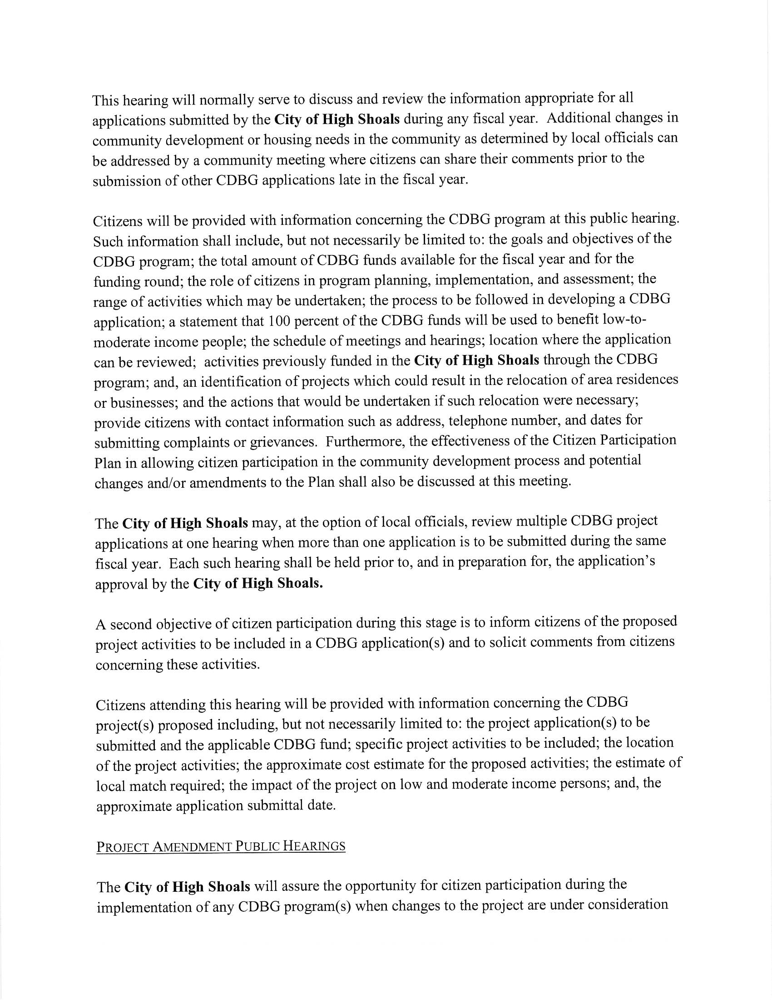 This hearing will normally serve to discuss and review the information appropriate for all
applications submitted by the City of High Shoals during any fiscal year.  Additional changes in
community development or housing needs in the community as determined by local officials can
be addressed by a community meeting where citizens can share their comments prior to the
submission of other CDBG applications late in the fiscal year.
Citizens will be provided with information concerning the CDBG program at this public hearing.
Such information shall include, but not necessarily be limited to: the goals and objectives of the
CDBG program; the total amount of CDBG funds available for the fiscal year and for the
funding round; the role of citizens in program planning, implementation, and assessment; the
range of activities which may be undertaken; the process to be followed in developing a CDBG
application; a statement that 100 percent of the CDBG funds will be used to benefit low-to-
moderate income people; the schedule of meetings and hearings; location where the application
can be reviewed;  activities previously funded in the City of High Shoals through the CDBG
program; and, an identification of projects which could result in the relocation of area residences
or businesses; and the actions that would be undertaken if such relocation were necessary;
provide citizens with contact information such as address, telephone number, and dates for
submitting complaints or grievances.  Furthermore, the effectiveness of the Citizen Participation
Plan in allowing citizen participation in the community development process and potential
changes and/or amendments to the Plan shall also be discussed at this meeting.
The City of High Shoals may, at the option of local officials, review multiple CDBG project
applications at one hearing when more than one application is to be submitted during the same
fiscal year.  Each such hearing shall be held prior to, and in preparation for, the application’s
approval by the City of High Shoals.
A second objective of citizen participation during this stage is to inform citizens of the proposed
project activities to be included in a CDBG application(s) and to solicit comments from citizens
concerning these activities.
Citizens attending this hearing will be provided with information concerning the CDBG
project(s) proposed including, but not necessarily limited to: the project application(s) to be
submitted and the applicable CDBG fund; specific project activities to be included; the location
of the project activities; the approximate cost estimate for the proposed activities; the estimate of
local match required; the impact of the project on low and moderate income persons; and, the
approximate application submittal date.
PROJECT AMENDMENT PUBLIC HEARINGS
The City of High Shoals will assure the opportunity for citizen participation during the
implementation of any CDBG program(s) when changes to the project are under consideration